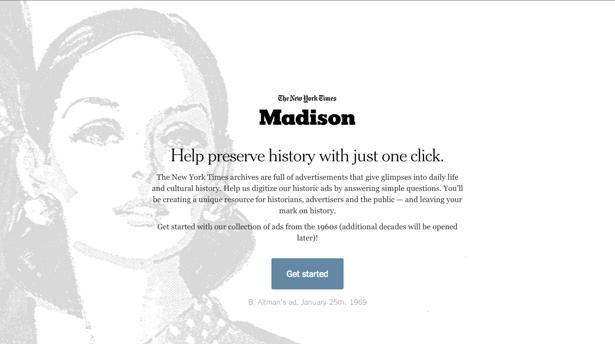 The New York Times
Madison
Help preserve history with just one click.
The New York Times archives are full of advertisements that give glimpses into daily life
and cultural history. Help us digitize our historic ads by answering simple questions. You'll
be creating a unique resource for historians, advertisers and the public — and leaving your
mark on history.
Get started with our collection of ads from the 1960s (additional decades will be opened
later)!
Get started
B. Altman's ad, January 25th, 1969